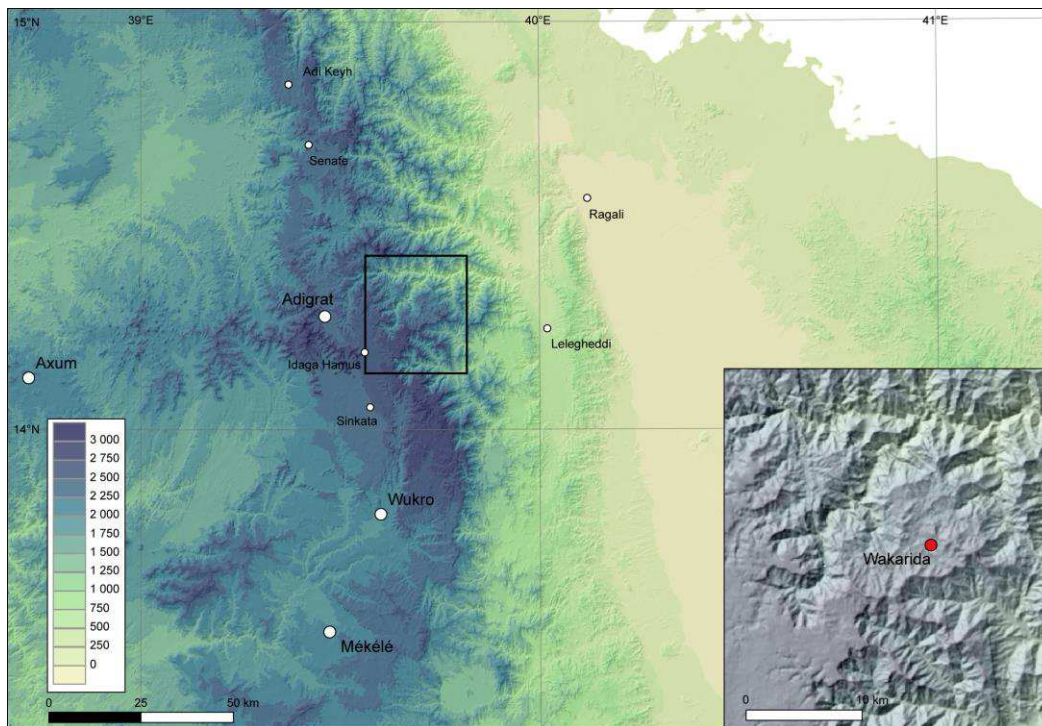 15°N
39°E
40°E
41°E
Adi Keyh
Senafe
Ragali
Adigrat
Lelegheddi
Idaga Hamus
Axum
Sinkata
14°N
Wukro
Mékélé
3 000
2 750
2 500
2 250
2 000
1 750
1 500
1 250
1 000
750
500
250
0
0 25 50 km
Wakarida
0 10 km